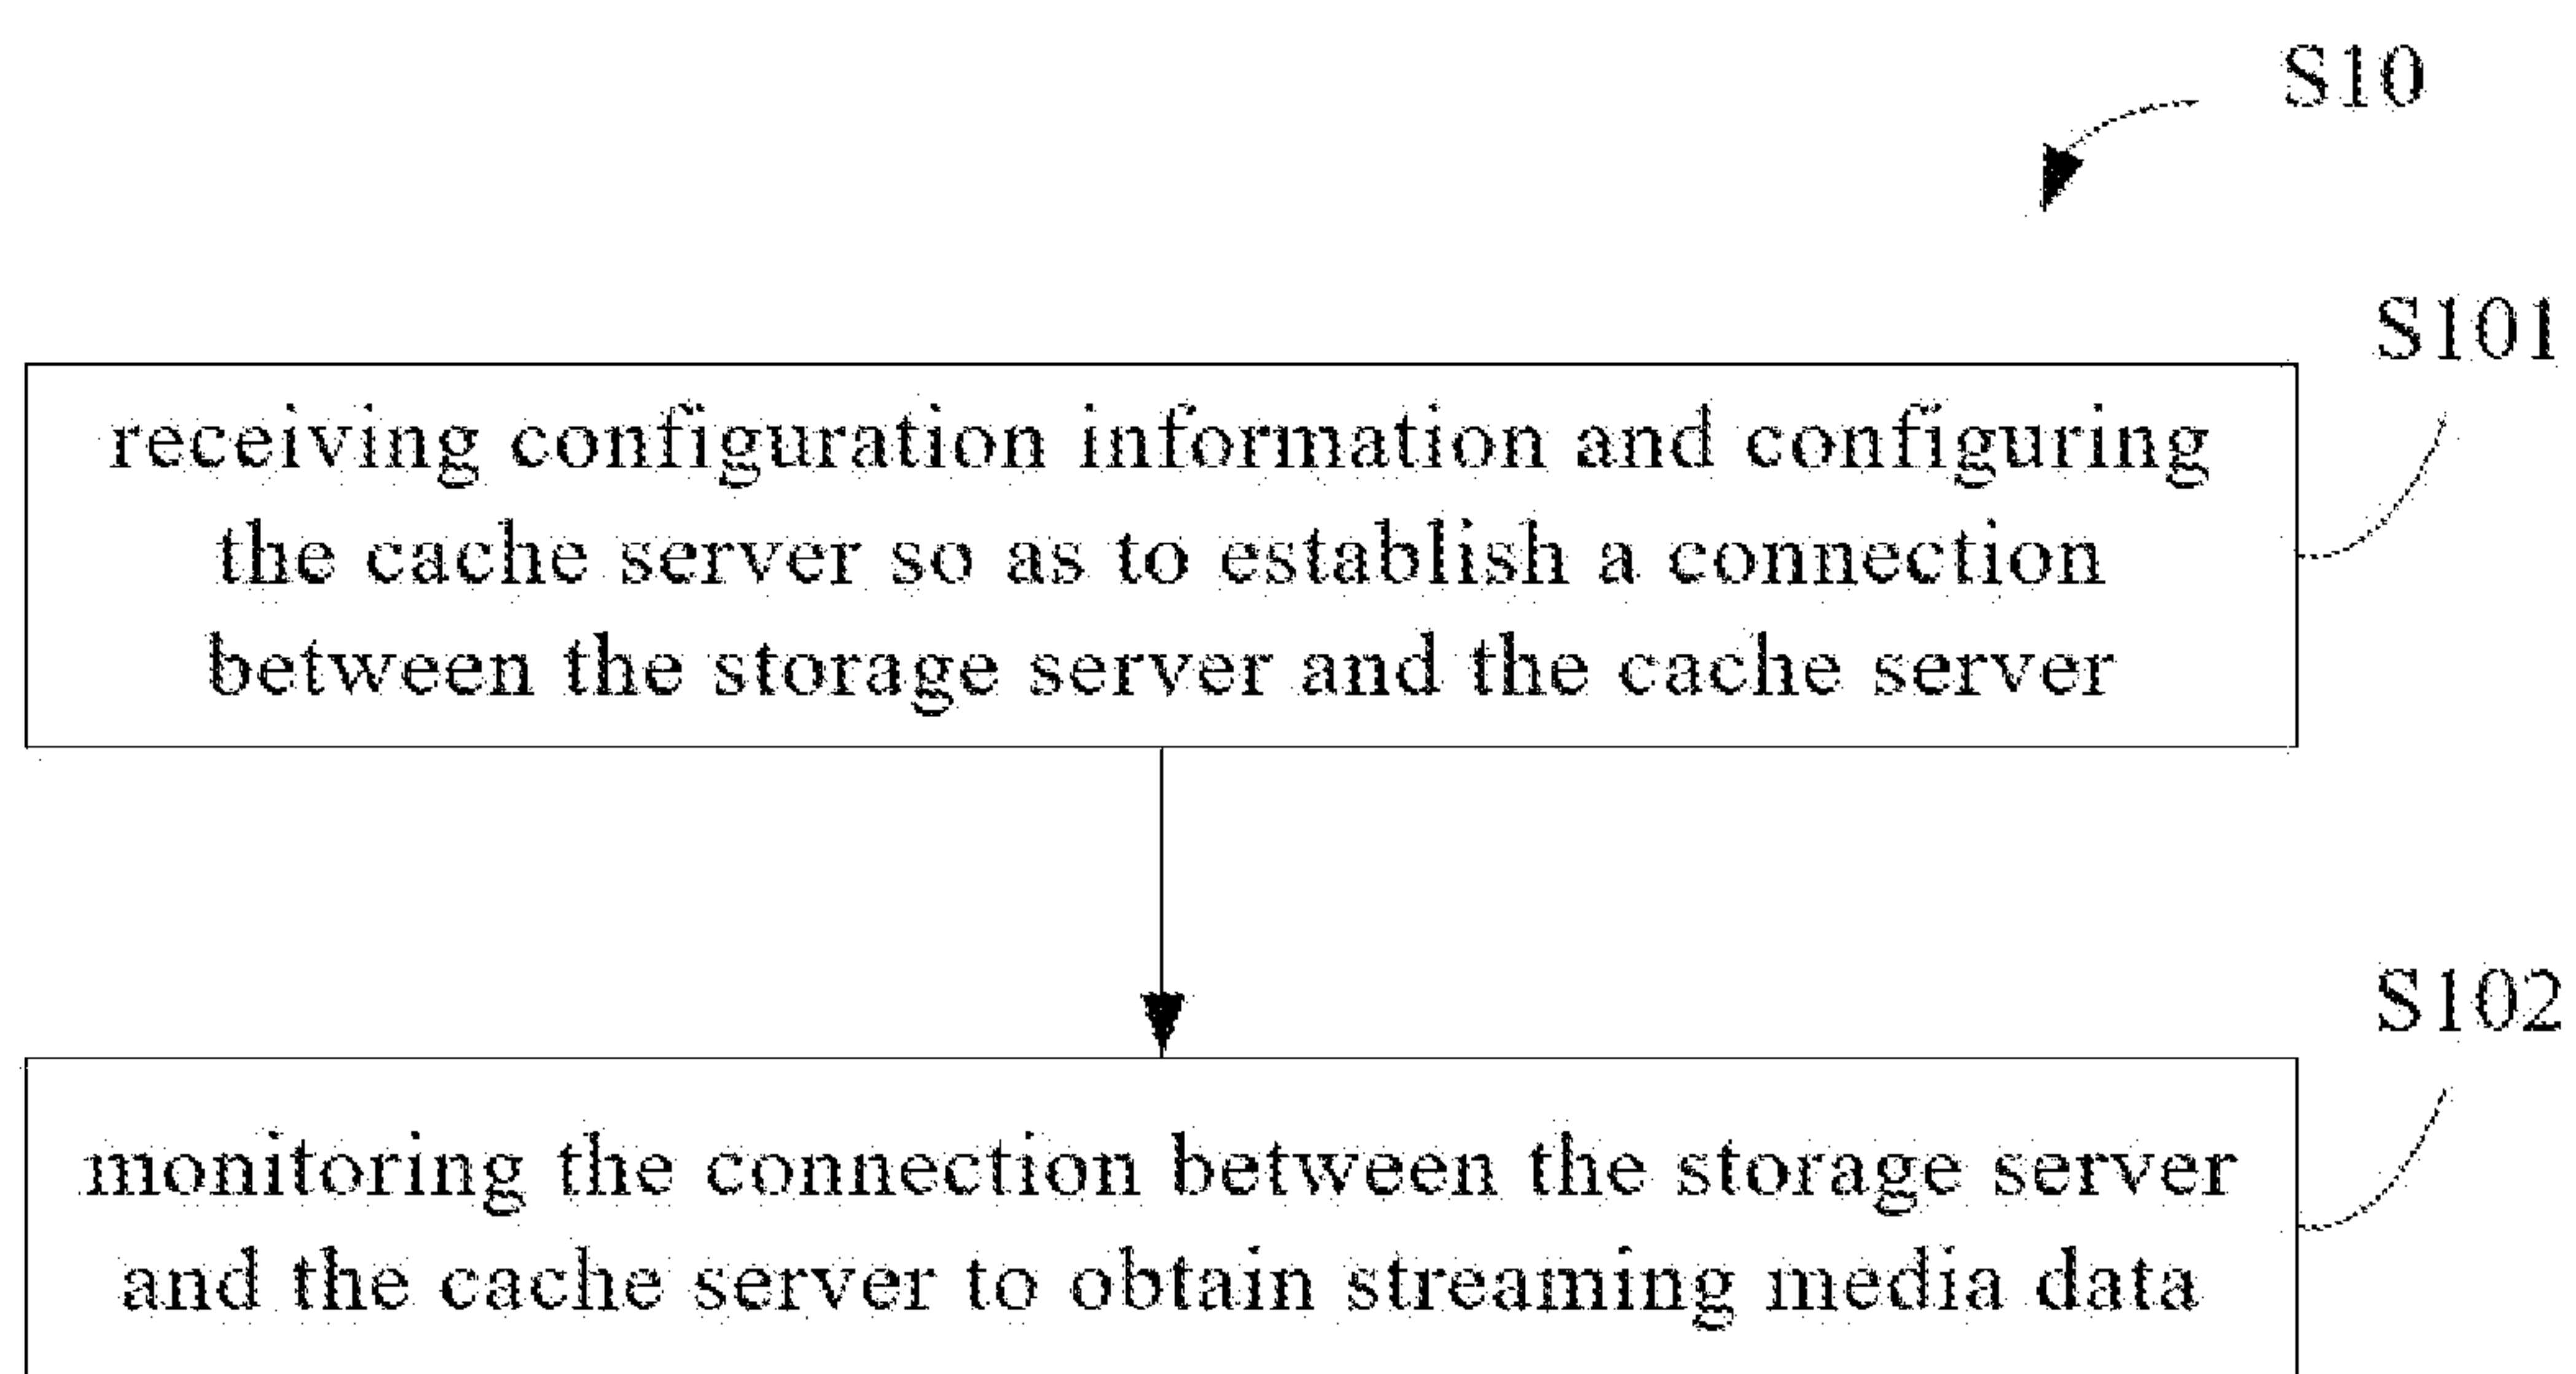 S10
S101
receiving configuration information and configuring
the cache server so as to establish a connection
between the storage server and the cache server
S102
monitoring the connection between the storage server
and the cache server to obtain streaming media data